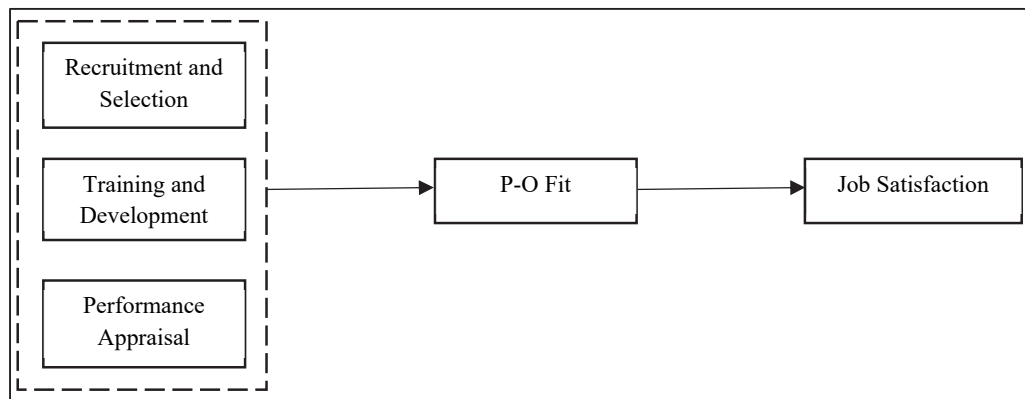 Recruitment and
Selection
Training and
Development
Performance
Appraisal
P-O Fit
Job Satisfaction